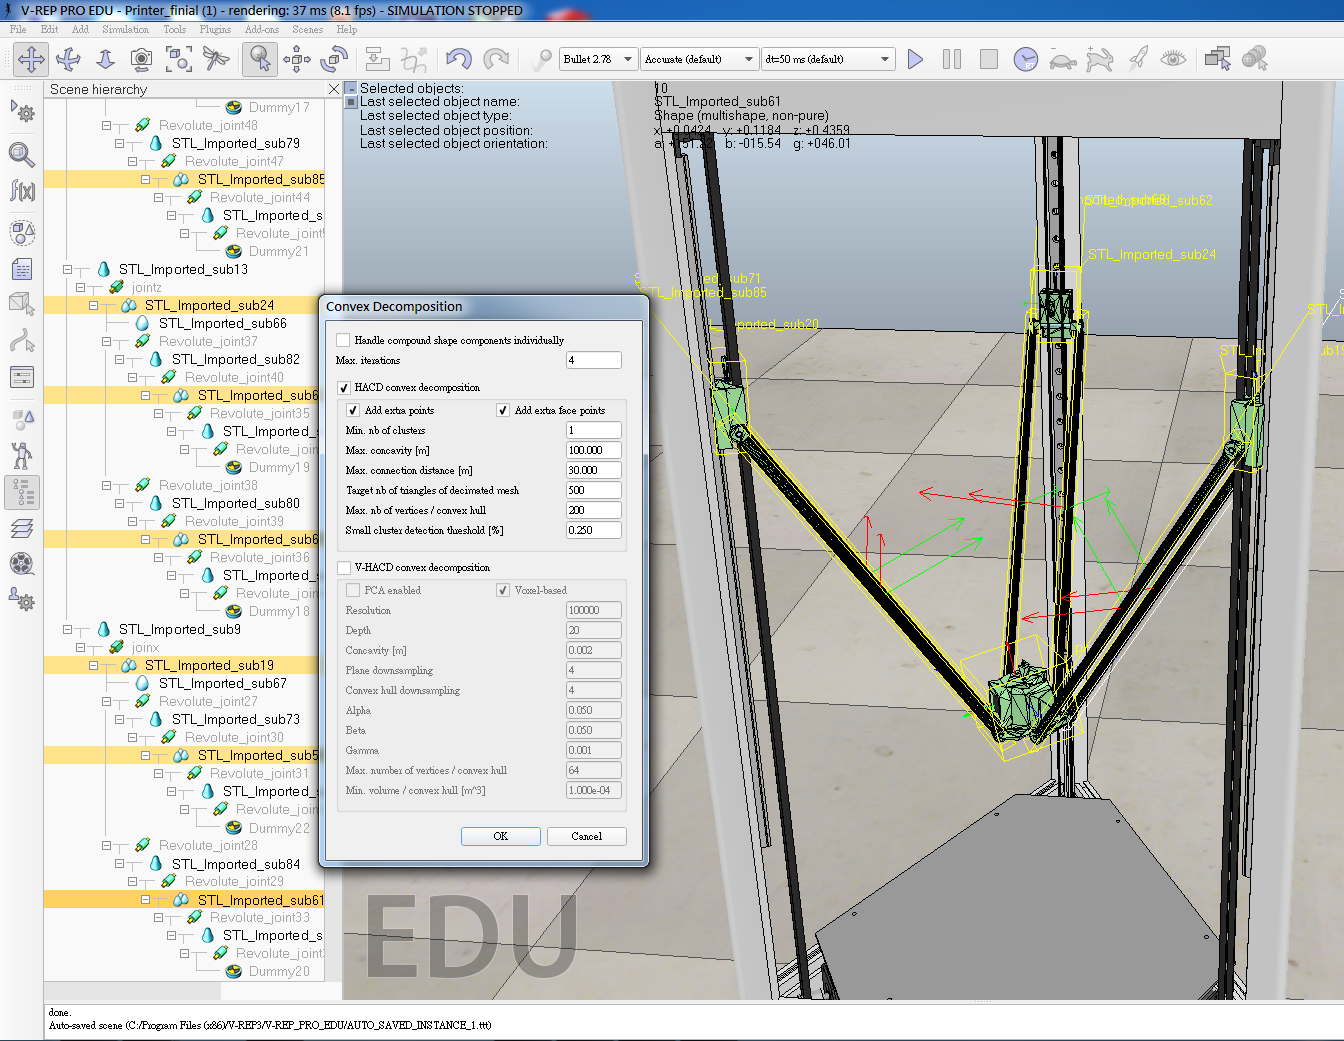 V-REP PRO EDU - Printer_finial (1) - rendering: 37 ms (8.1 fps) - SIMULATION STOPPED
File Edit Add Simulation Tools Plugins Add-ons Scenes Help
Bullet 2.78 Accurate (default) dt=50 ms (default)
RT
Scene hierarchy
Dummy17
Revolute_joint48
STL_Imported_sub79
Revolute_joint47
STL_Imported_sub85
Revolute_joint44
STL_Imported_s
Revolute_joint
Dummy21
STL_Imported_sub13
jointz
STL_Imported_sub24
STL_Imported_sub66
Revolute_joint37
STL_Imported_sub82
Revolute_joint40
STL_Imported_sub6
Revolute_joint35
STL_Imported_s
Revolute_join
Dummy19
Revolute_joint38
STL_Imported_sub80
Revolute_joint39
STL_Imported_sub6
Revolute_joint36
STL_Imported_s
Revolute_join
Dummy18
STL_Imported_sub9
joinx
STL_Imported_sub19
STL_Imported_sub67
Revolute_joint27
STL_Imported_sub73
Revolute_joint30
STL_Imported_sub5
Revolute_joint31
STL_Imported_s
Revolute_join
Dummy22
Revolute_joint28
STL_Imported_sub84
Revolute_joint29
STL_Imported_sub61
Revolute_joint33
STL_Imported_s
Revolute_joint
Dummy20
Selected objects: 10
Last selected object name: STL_Imported_sub61
Last selected object type: Shape (multishape, non-pure)
Last selected object position: x: +0.0424 y: +0.1184 z: +0.4359
Last selected object orientation: b: -015.54 g: +046.01
STL_Imported_sub24
Convex Decomposition
Handle compound shape components individually
Max. iterations 4
HACD convex decomposition
Add extra points Add extra face points
Min. nb of clusters 1
Max. concavity [m] 100.000
Max. connection distance [m] 30.000
Target nb of triangles of decimated mesh 500
Max. nb of vertices / convex hull 200
Small cluster detection threshold [%] 0.250
V-HACD convex decomposition
PCA enabled Voxel-based
Resolution 100000
Depth 20
Concavity [m] 0.002
Plane downsampling 4
Convex hull downsampling 4
Alpha 0.050
Beta 0.050
Gamma 0.001
Max. number of vertices / convex hull 64
Min. volume / convex hull [m^3] 1.000e-04
OK Cancel
EDU
done.
Auto-saved scene (C:/Program Files (x86)/V-REP3/V-REP_PRO_EDU/AUTO_SAVED_INSTANCE_1.ttt)